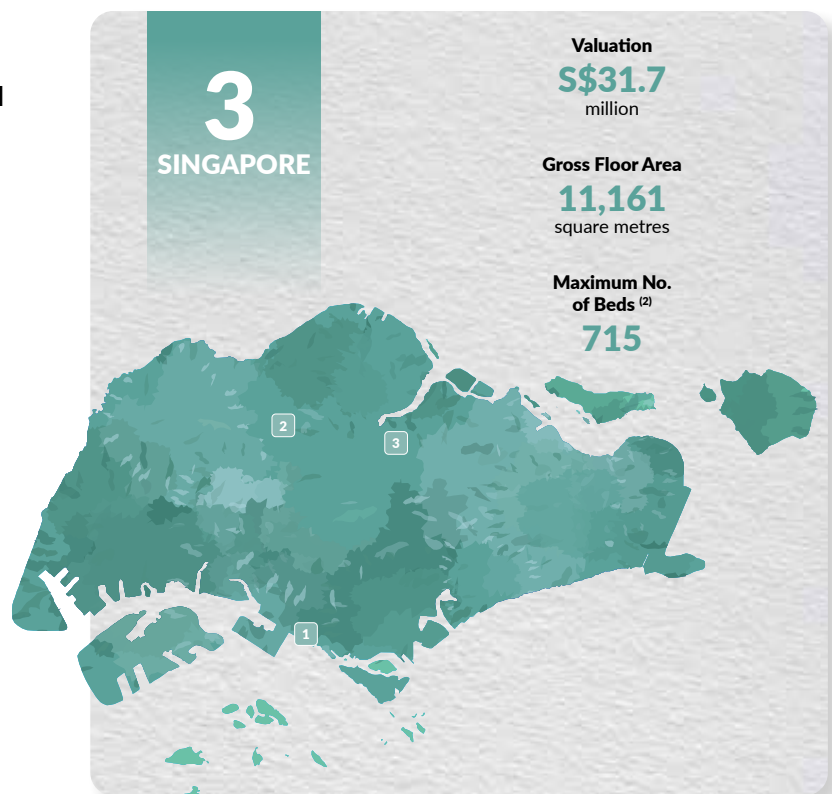 3
SINGAPORE
Valuation
S$31.7
million
Gross Floor Area
11,161
square metres
Maximum No.
of Beds (2)
715
2
3
1